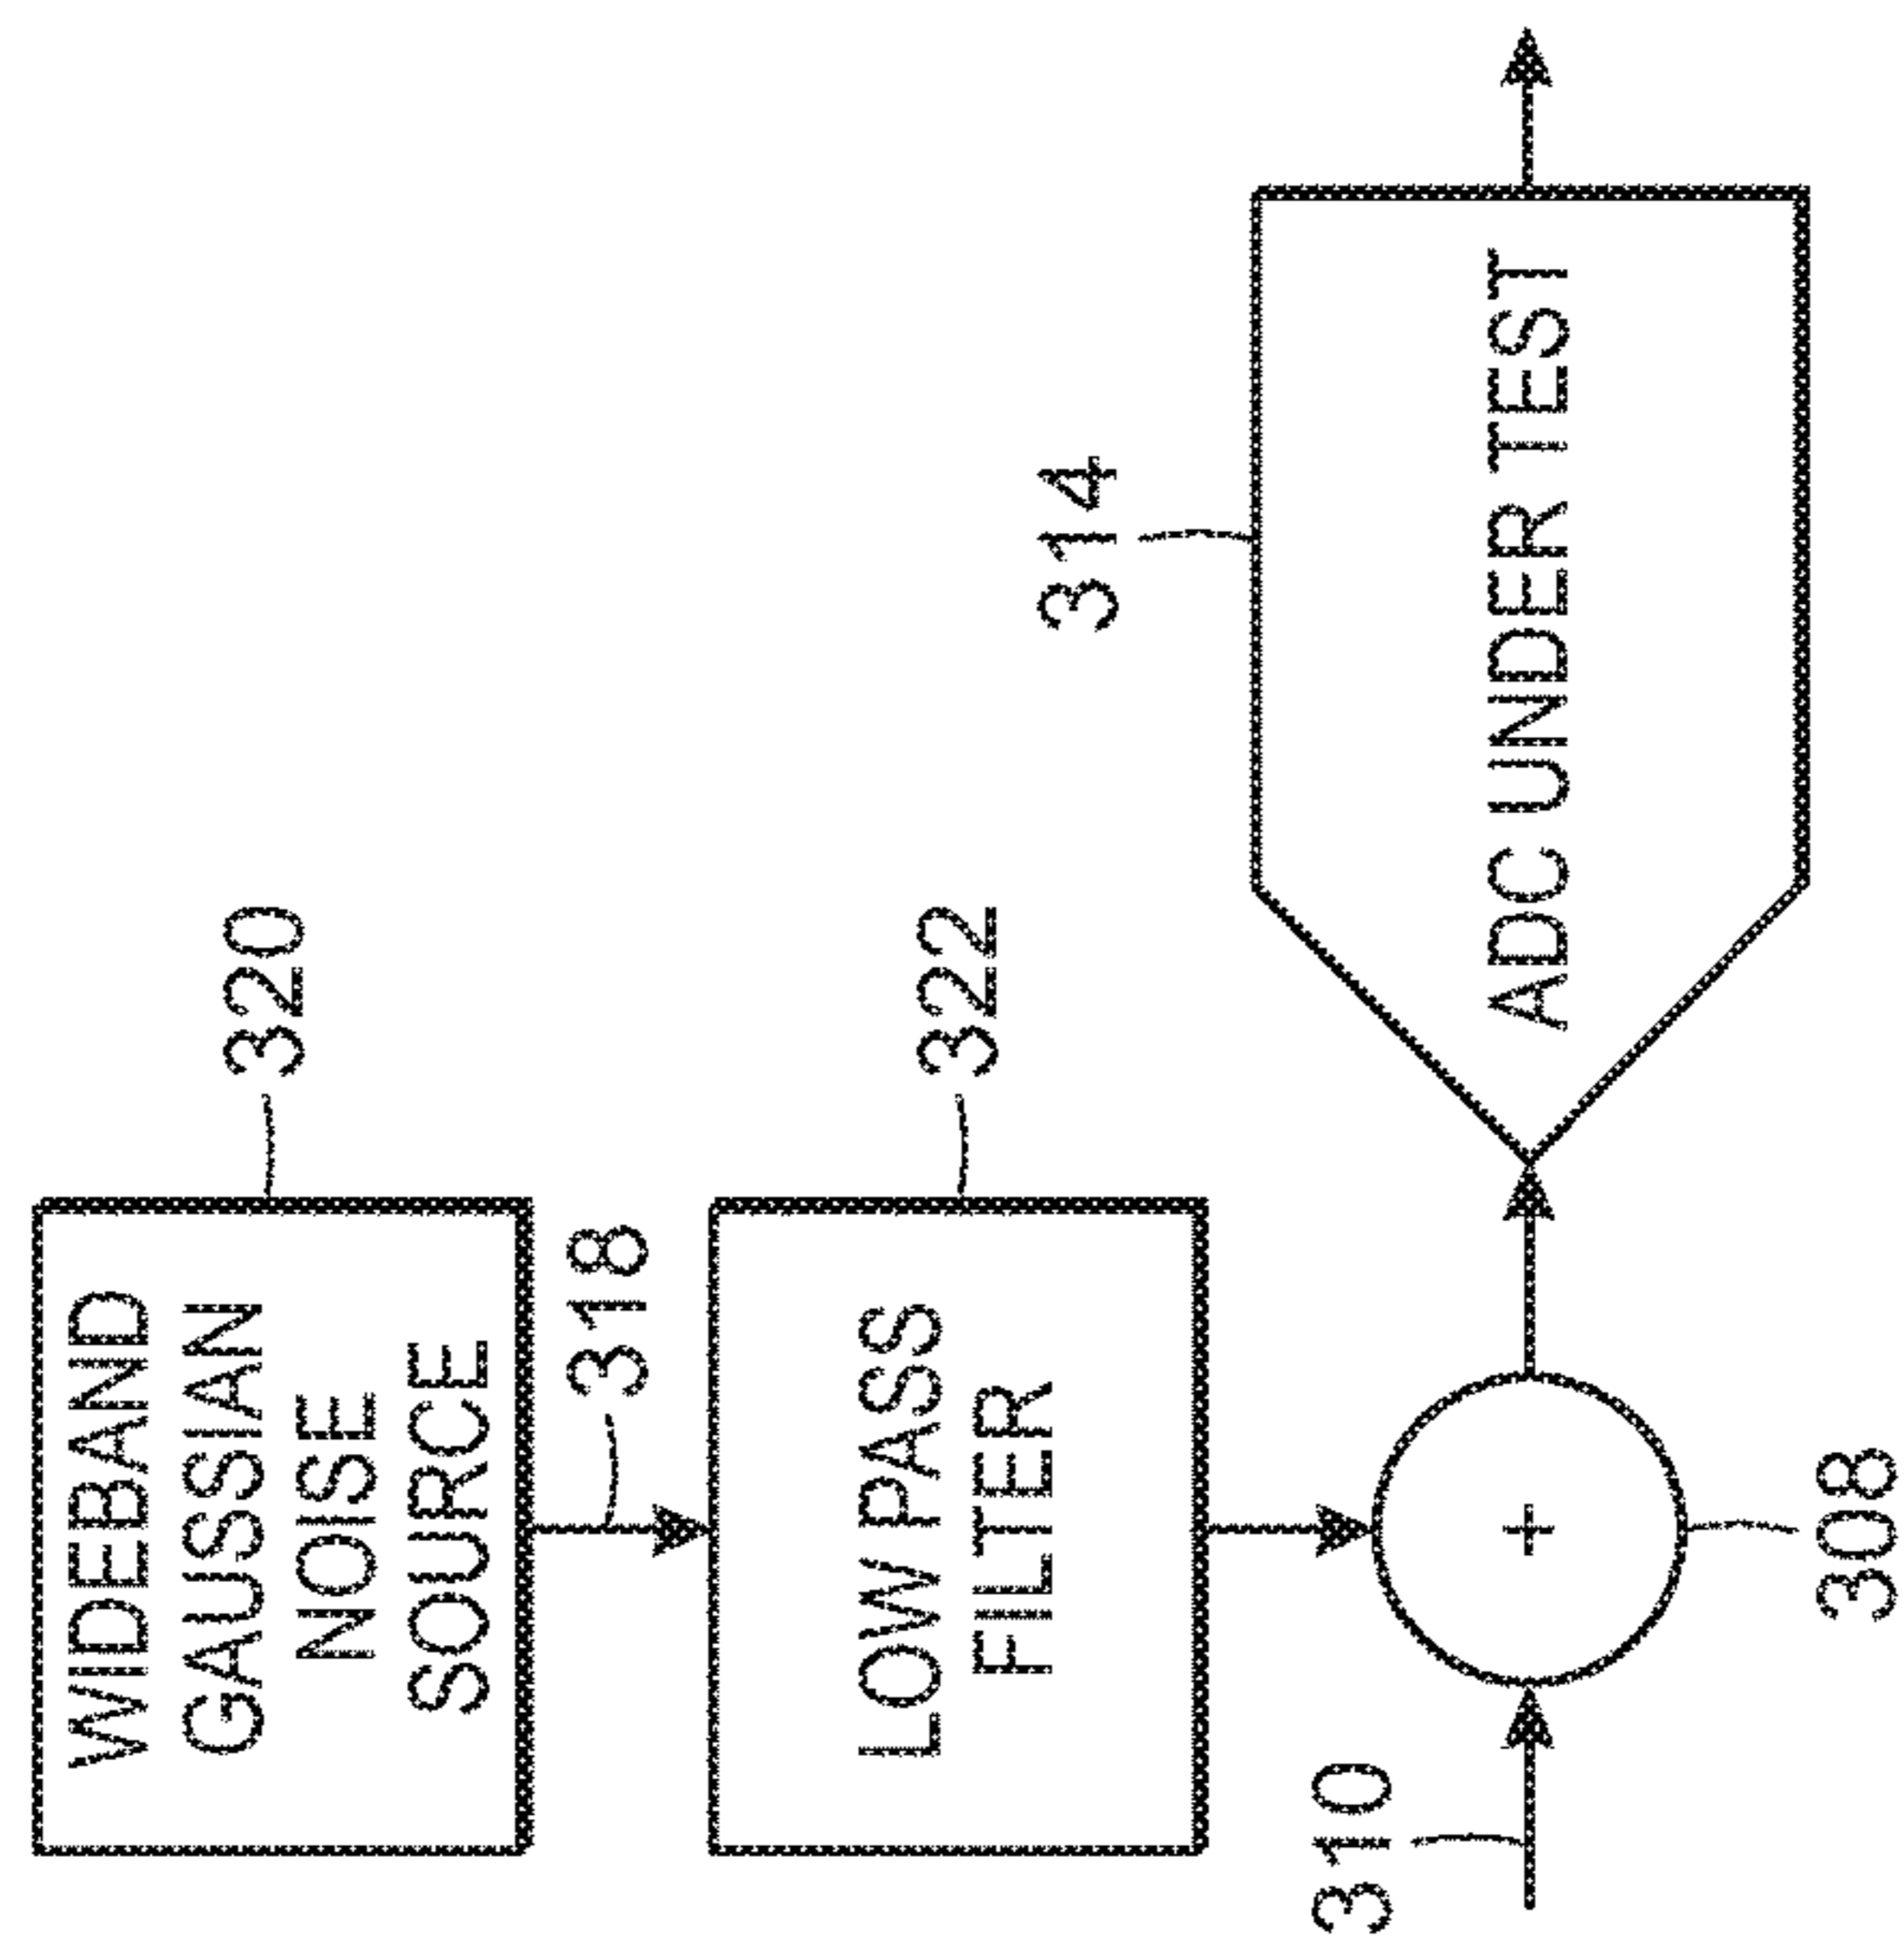 WIDEBAND
GAUSSIAN
NOISE
SOURCE
320
318
LOW PASS
FILTER
322
310
+
308
ADC UNDER TEST
314